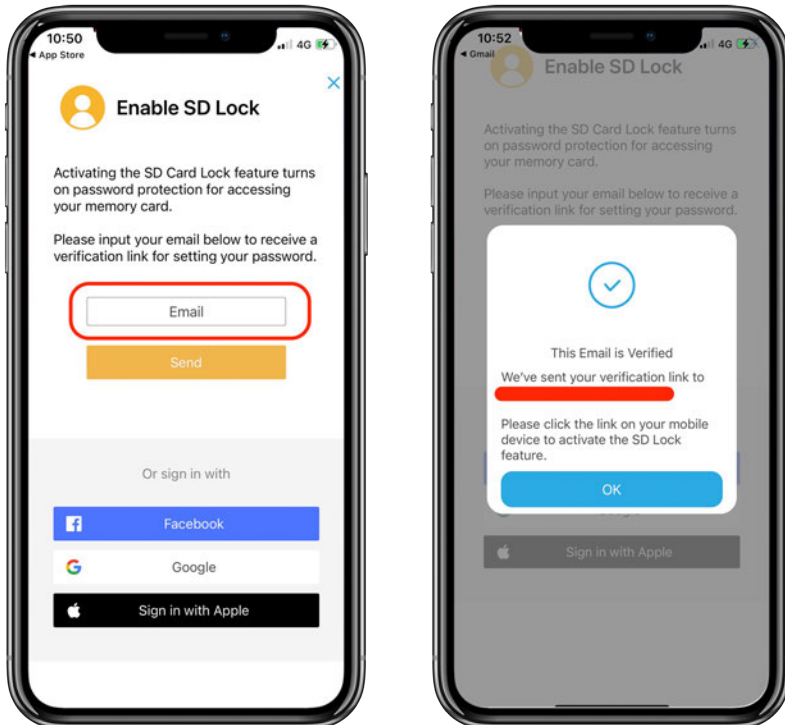 10:50
4G
App Store
Enable SD Lock
Activating the SD Card Lock feature turns
on password protection for accessing
your memory card.
Please input your email below to receive a
verification link for setting your password.
Email
Send
Or sign in with
Facebook
Google
Sign in with Apple
10:52
4G
Gmail
Enable SD Lock
Activating the SD Card Lock feature turns
on password protection for accessing
your memory card.
Please input your email below to receive a
verification link for setting your password.
This Email is Verified
We've sent your verification link to
Please click the link on your mobile
device to activate the SD Lock
feature.
OK
Sign in with Apple